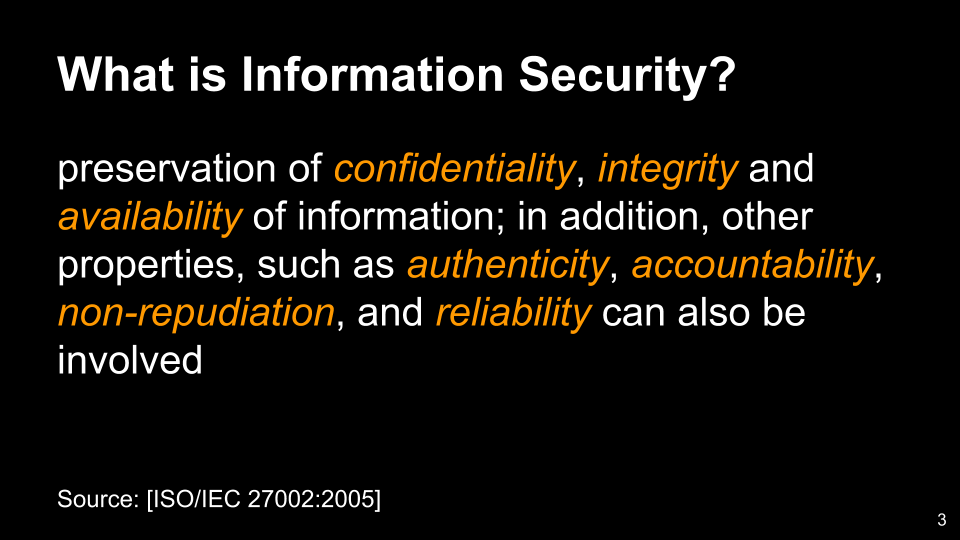 What is Information Security?
preservation of confidentiality, integrity and
availability of information; in addition, other
properties, such as authenticity, accountability,
non-repudiation, and reliability can also be
involved
Source: [ISO/IEC 27002:2005]
3